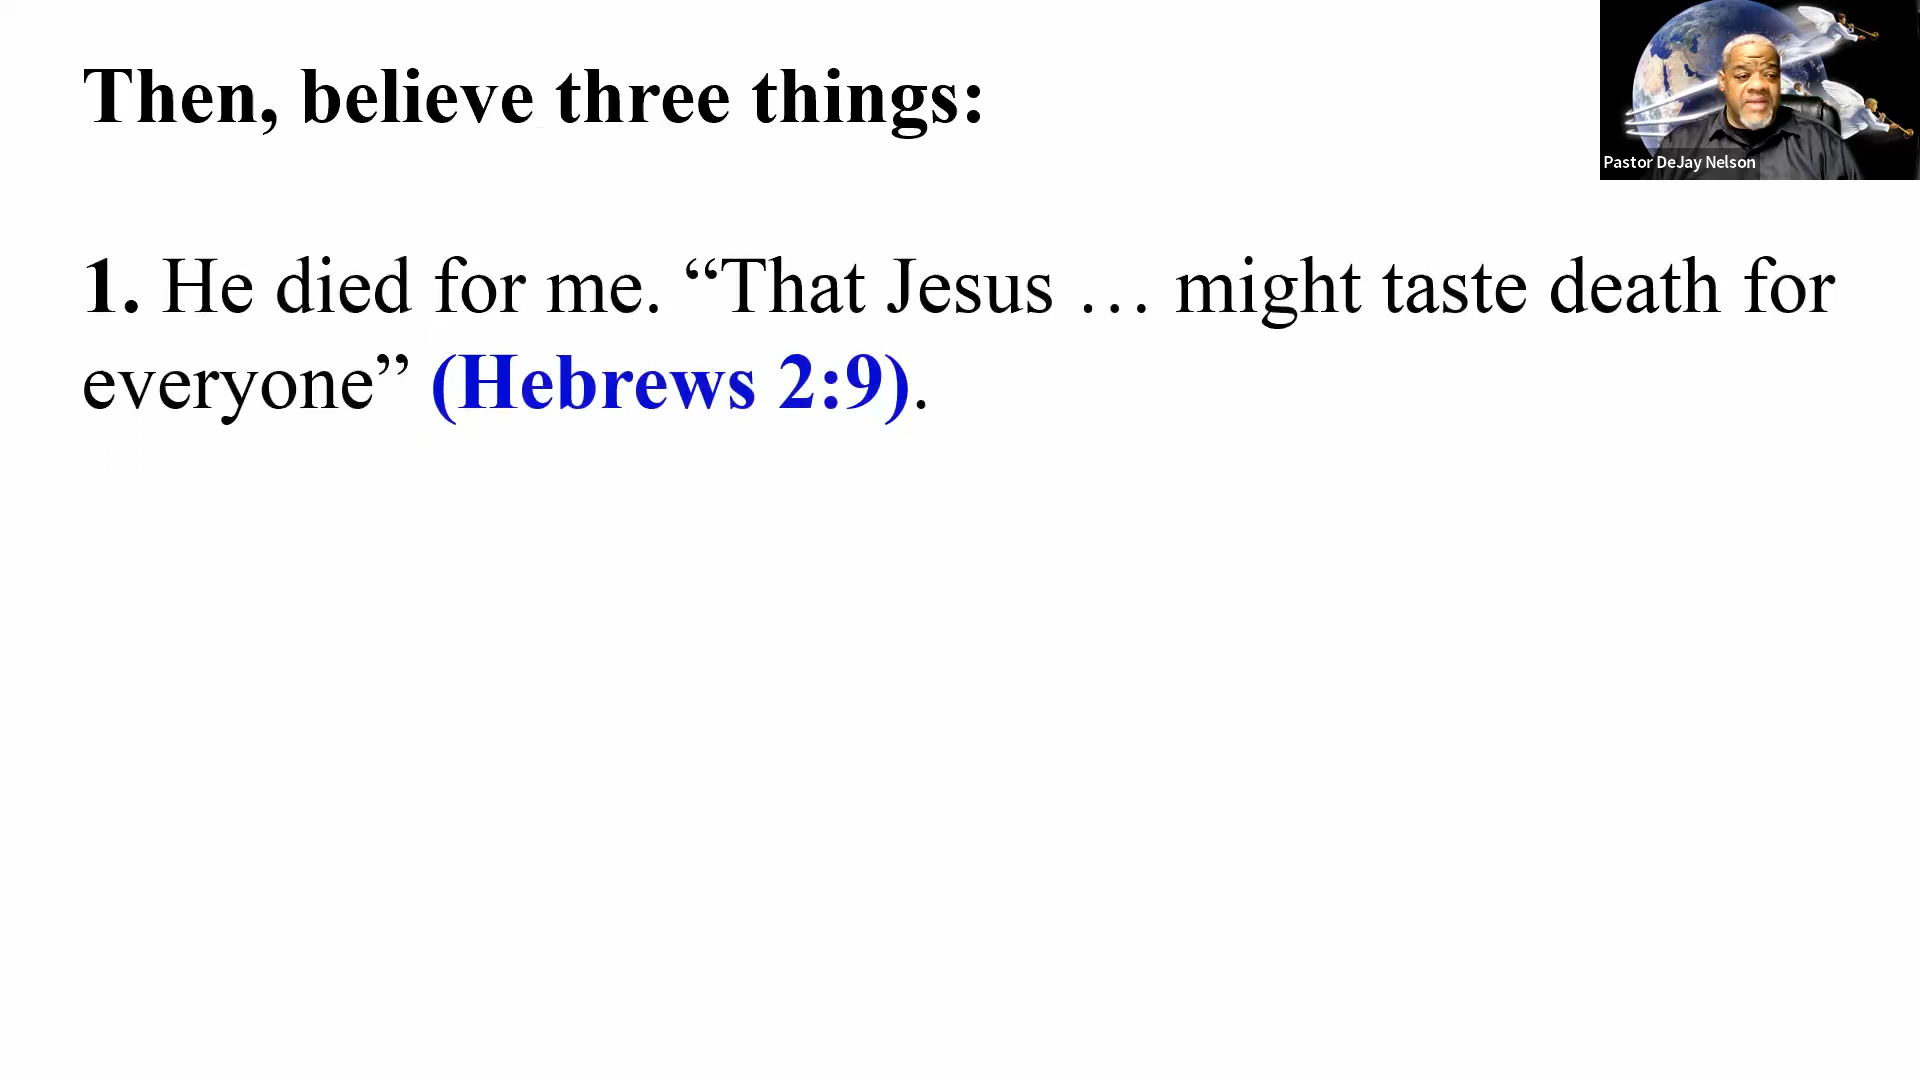 Then, believe three things:
Pastor DeJay Nelson
1. He died for me. “That Jesus … might taste death for
everyone” (Hebrews 2:9).